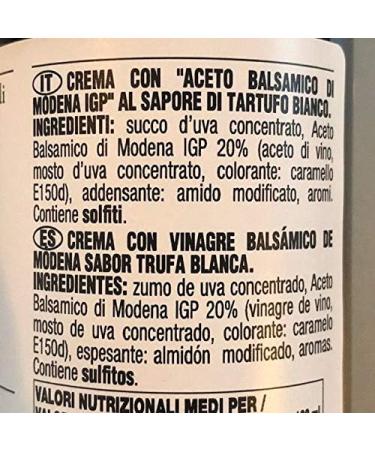 li
IT CREMA CON "ACETO BALSAMICO DI
MODENA IGP" AL SAPORE DI TARTUFO BIANCO.
INGREDIENTI: succo d'uva concentrato, Aceto
Balsamico di Modena IGP 20% (aceto di vino,
mosto d'uva concentrato, colorante: caramello
E150d), addensante: amido modificato, aromi.
Contiene solfiti.
ES CREMA CON VINAGRE BALSÁMICO DE
MODENA SABOR TRUFA BLANCA.
INGREDIENTES: zumo de uva concentrado, Aceto
Balsamico di Modena IGP 20% (vinagre de vino,
mosto de uva concentrado, colorante: caramelo
E150d), espesante: almidón modificado, aromas.
Contiene sulfitos.
VALORI NUTRIZIONALI MEDI PER /